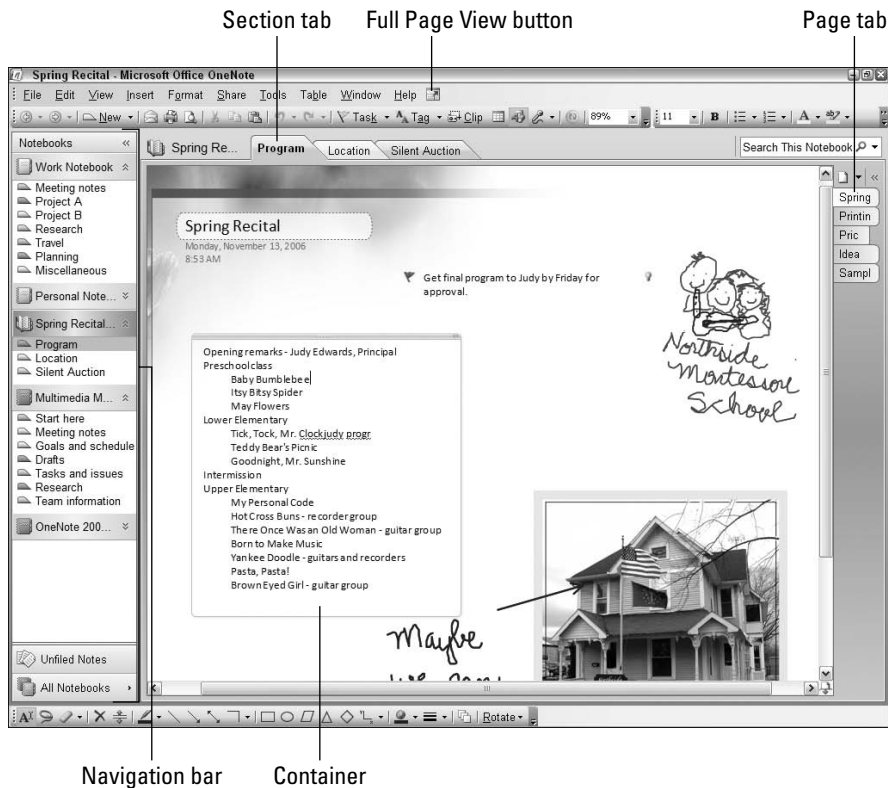 Section tab Full Page View button Page tab
Spring Recital - Microsoft Office OneNote
File Edit View Insert Format Share Tools Table Window Help
New Task Tag Clip 89% 11 B A
Notebooks
Work Notebook
Meeting notes
Project A
Project B
Research
Travel
Planning
Miscellaneous
Personal Note...
Spring Recital...
Program
Location
Silent Auction
Multimedia M...
Start here
Meeting notes
Goals and schedule
Drafts
Tasks and issues
Research
Team information
OneNote 200...
Unfiled Notes
All Notebooks
Spring Re... Program Location Silent Auction Search This Notebook
Spring
Printin
Pric
Idea
Sampl
Spring Recital
Monday, November 13, 2006
8:53 AM
Get final program to Judy by Friday for
approval.
Northside
Montessori
School
Opening remarks - Judy Edwards, Principal
Preschool class
Baby Bumblebee
Itsy Bitsy Spider
May Flowers
Lower Elementary
Tick, Tock, Mr. Clockjudy progr
Teddy Bear's Picnic
Goodnight, Mr. Sunshine
Intermission
Upper Elementary
My Personal Code
Hot Cross Buns - recorder group
There Once Was an Old Woman - guitar group
Born to Make Music
Yankee Doodle - guitars and recorders
Pasta, Pasta!
Brown Eyed Girl - guitar group
Maybe
Rotate
Navigation bar Container